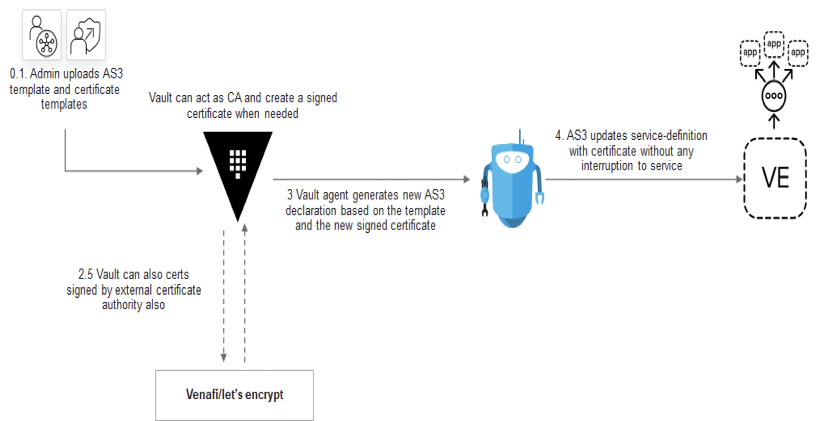 0.1. Admin uploads AS3
template and certificate
templates
Vault can act as CA and create a signed
certificate when needed
3 Vault agent generates new AS3
declaration based on the template
and the new signed certificate
4. AS3 updates service-definition
with certificate without any
interruption to service
app
app
app
VE
2.5 Vault can also certs
signed by external certificate
authority also
Venafi/let's encrypt